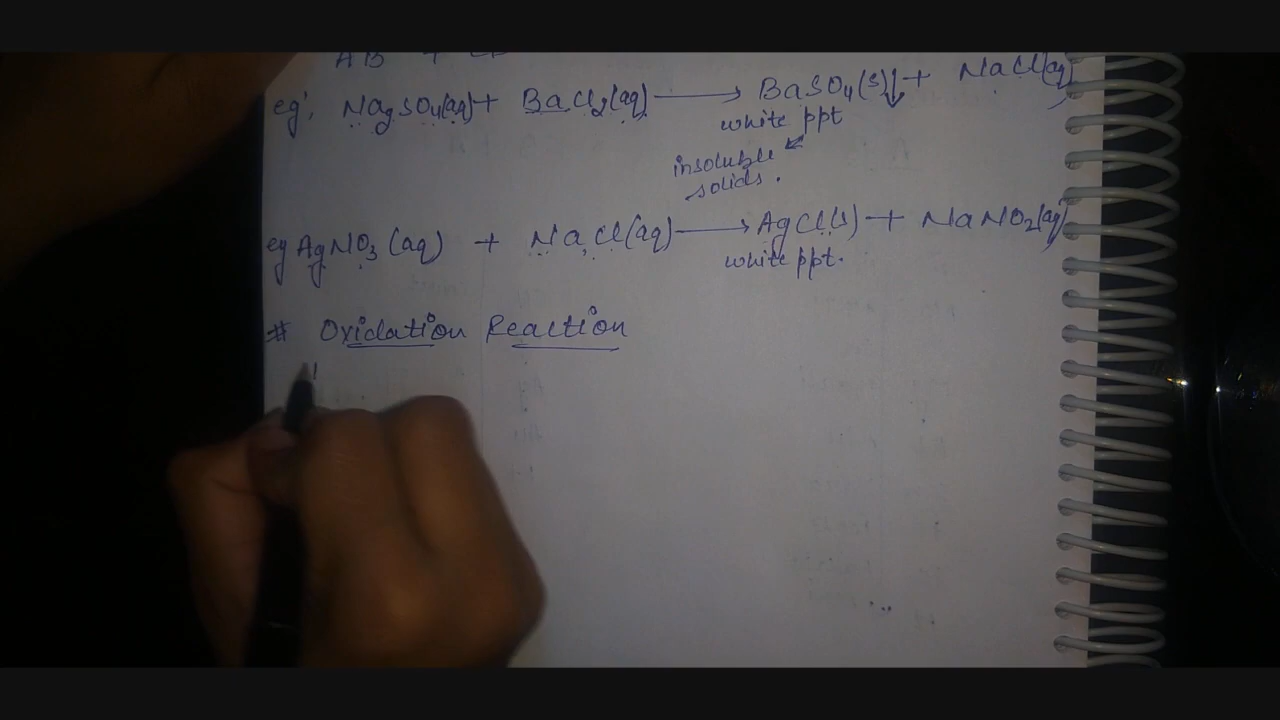 AB +
eg: Na2SO4(aq) + BaCl2(aq) → BaSO4(s)↓ + NaCl(aq)
white ppt
insoluble
solids.
eg AgNO3(aq) + NaCl(aq) → AgCl(s) + NaNO2(aq)
white ppt.
# Oxidation Reaction